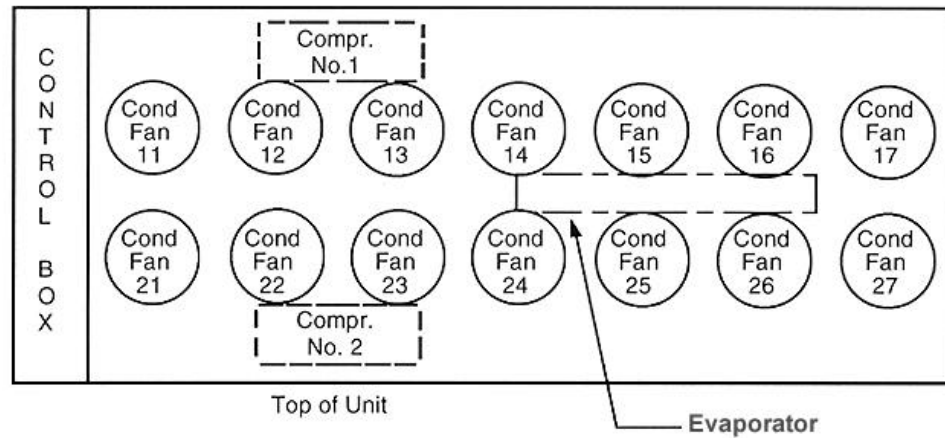 CONTROL BOX
Compr.
No.1
Cond
Fan
11
Cond
Fan
12
Cond
Fan
13
Cond
Fan
14
Cond
Fan
15
Cond
Fan
16
Cond
Fan
17
Cond
Fan
21
Cond
Fan
22
Cond
Fan
23
Cond
Fan
24
Cond
Fan
25
Cond
Fan
26
Cond
Fan
27
Compr.
No. 2
Top of Unit
Evaporator